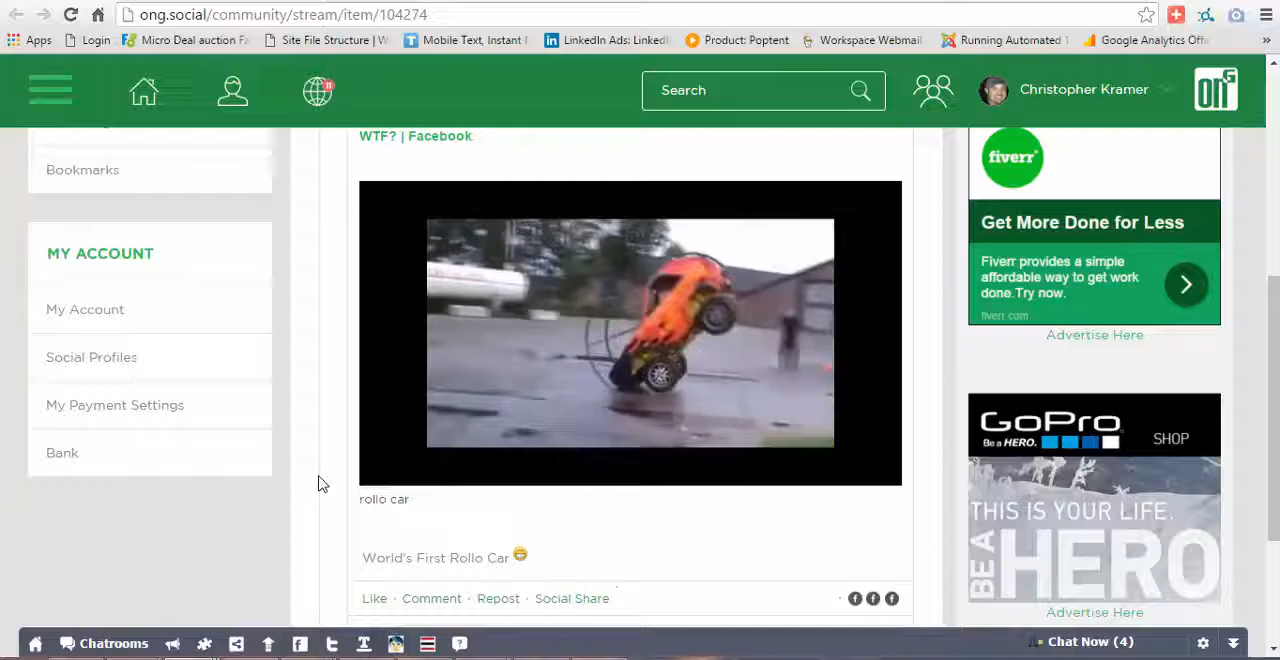 ong.social/community/stream/item/104274
Apps Login Micro Deal auction Fa Site File Structure | W Mobile Text, Instant I LinkedIn Ads: LinkedI Product: Poptent Workspace Webmail Running Automated T Google Analytics Offi »
11 Search Christopher Kramer onG
WTF? | Facebook
Bookmarks
MY ACCOUNT
My Account
Social Profiles
My Payment Settings
Bank
rollo car
World's First Rollo Car
Like · Comment · Repost · Social Share
fiverr
Get More Done for Less
Fiverr provides a simple
affordable way to get work
done.Try now.
fiverr.com
Advertise Here
GoPro
Be a HERO. SHOP
THIS IS YOUR LIFE.
BE A HERO
Advertise Here
Chatrooms Chat Now (4)